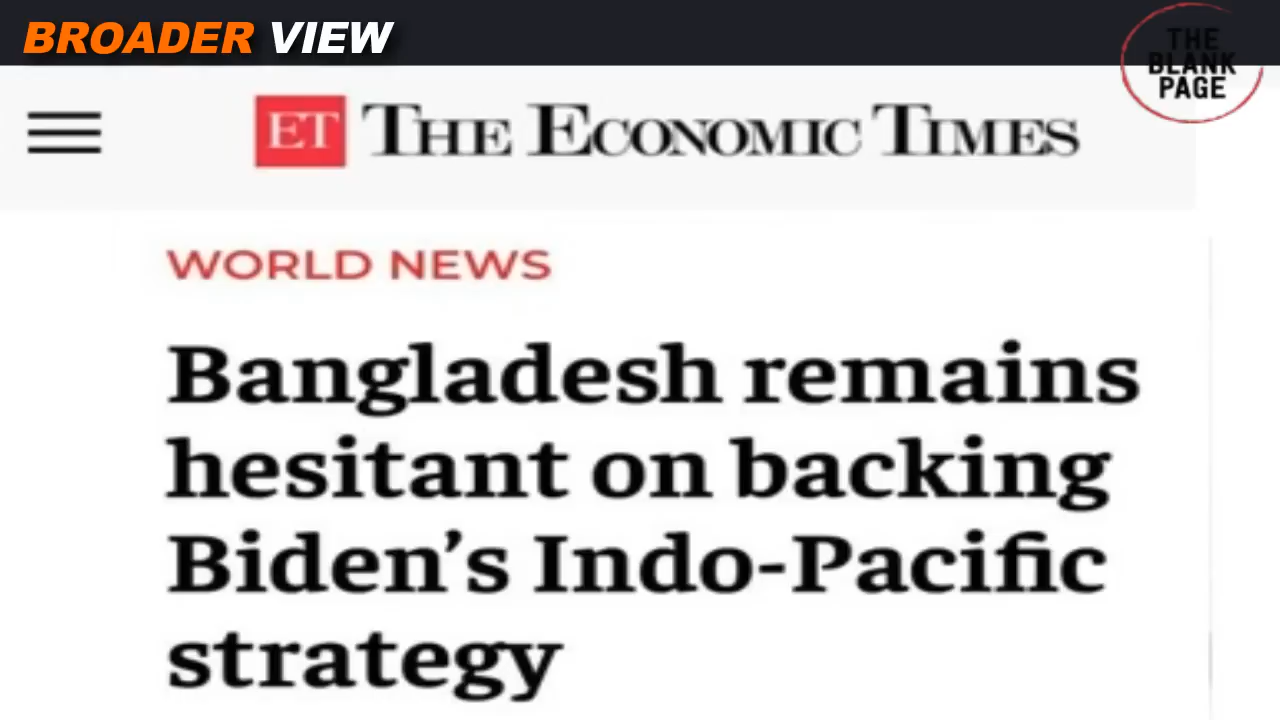 BROADER VIEW
THE
BLANK
PAGE
ET THE ECONOMIC TIMES
WORLD NEWS
Bangladesh remains
hesitant on backing
Biden’s Indo-Pacific
strategy